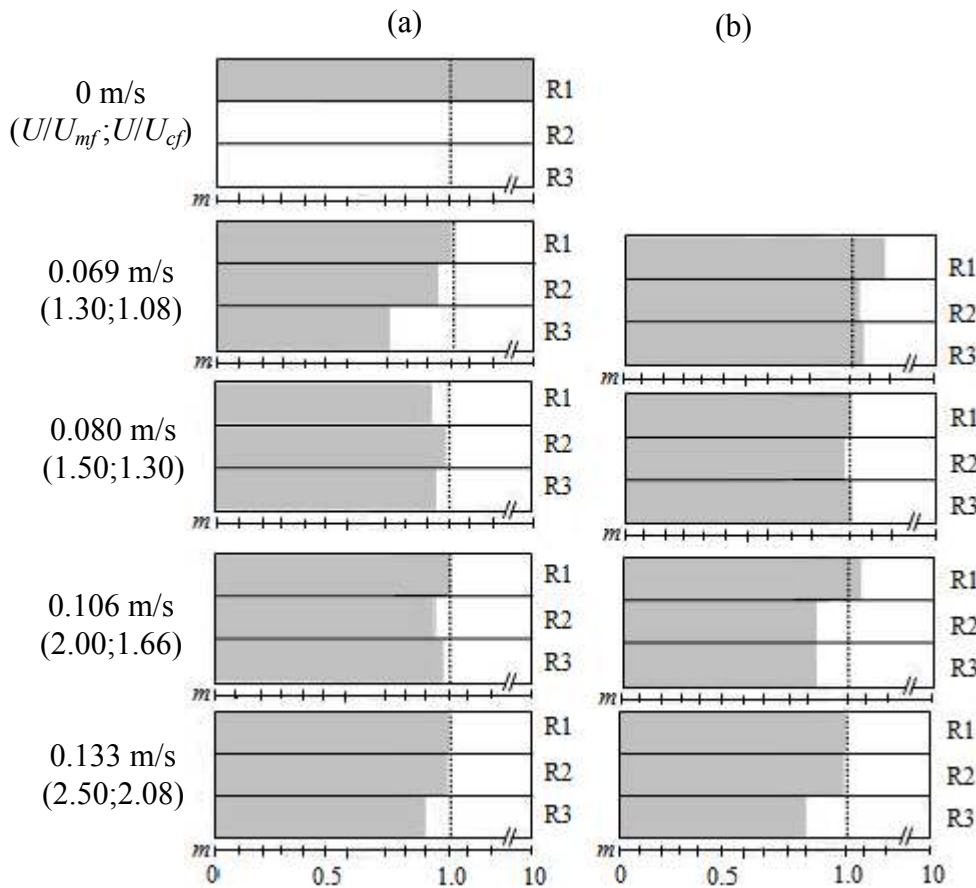 (a)
(b)
0 m/s
(U/Umf;U/Ucf)
R1
R2
R3
m
0.069 m/s
(1.30;1.08)
R1
R2
R3
m
R1
R2
R3
m
0.080 m/s
(1.50;1.30)
R1
R2
R3
m
R1
R2
R3
m
0.106 m/s
(2.00;1.66)
R1
R2
R3
m
R1
R2
R3
m
0.133 m/s
(2.50;2.08)
R1
R2
R3
m
R1
R2
R3
m
0 0.5 1.0 10
0 0.5 1.0 10